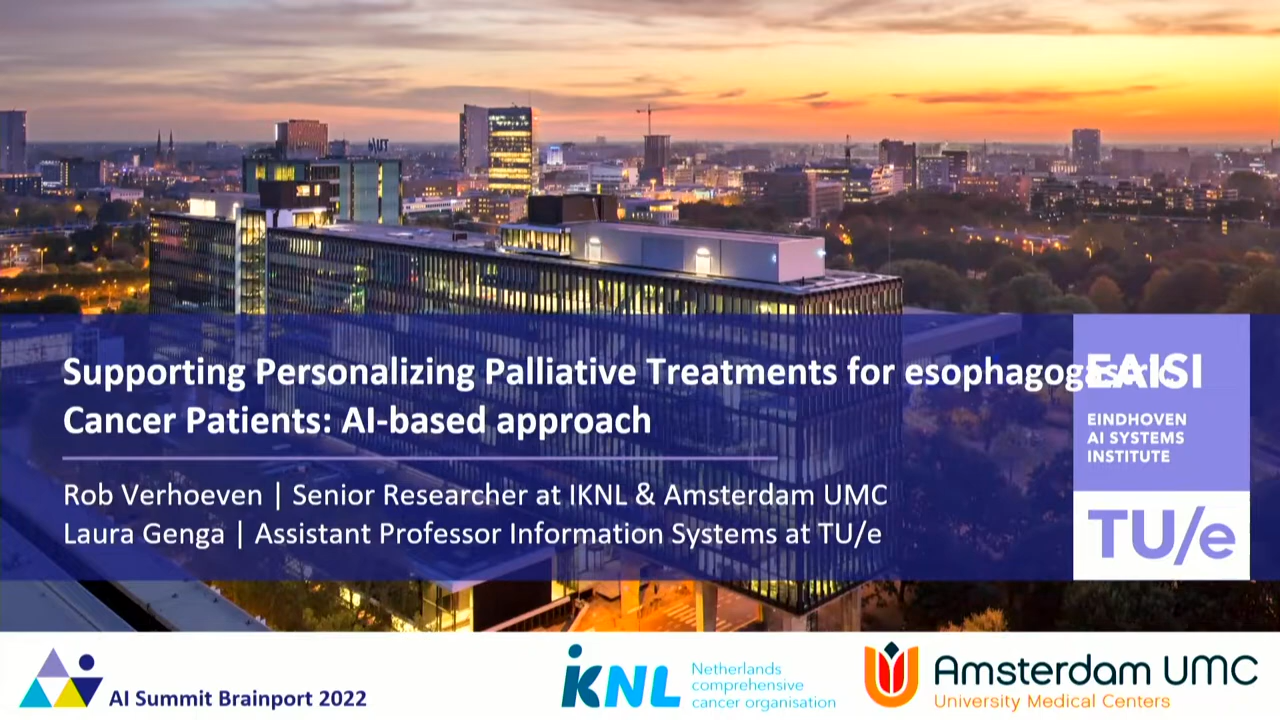 Supporting Personalizing Palliative Treatments for
Cancer Patients: AI-based approach
Rob Verhoeven | Senior Researcher at IKNL & Amsterdam UMC
Laura Genga | Assistant Professor Information Systems at TU/e
EAISI
EINDHOVEN
AI SYSTEMS
INSTITUTE
TU/e
AI Summit Brainport 2022
iKNL
Netherlands
comprehensive
cancer organisation
Amsterdam UMC
University Medical Centers